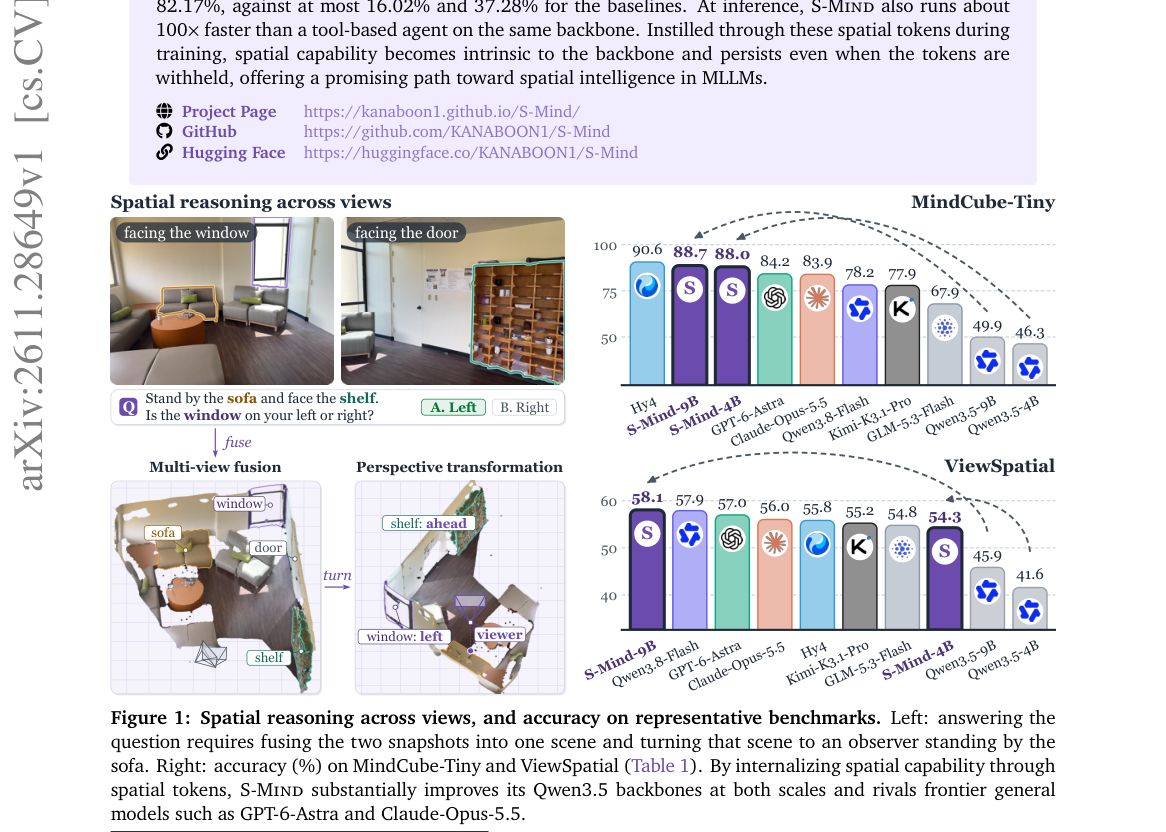 82.17%, against at most 16.02% and 37.28% for the baselines. At inference, S-MIND also runs about
100× faster than a tool-based agent on the same backbone. Instilled through these spatial tokens during
training, spatial capability becomes intrinsic to the backbone and persists even when the tokens are
withheld, offering a promising path toward spatial intelligence in MLLMs.
Project Page https://kanaboon1.github.io/S-Mind/
GitHub https://github.com/KANABOON1/S-Mind
Hugging Face https://huggingface.co/KANABOON1/S-Mind
arXiv:2611.28649v1 [cs.CV]
Spatial reasoning across views
facing the window
facing the door
Q
Stand by the sofa and face the shelf.
Is the window on your left or right?
A. Left
B. Right
fuse
Multi-view fusion
window
sofa
door
shelf
turn
Perspective transformation
shelf: ahead
window: left
viewer
MindCube-Tiny
100
75
50
90.6
88.7
88.0
84.2
83.9
78.2
77.9
67.9
49.9
46.3
S
S
K
Hy4
S-Mind-9B
S-Mind-4B
GPT-6-Astra
Claude-Opus-5.5
Qwen3.8-Flash
Kimi-K3.1-Pro
GLM-5.3-Flash
Qwen3.5-9B
Qwen3.5-4B
ViewSpatial
60
50
40
58.1
57.9
57.0
56.0
55.8
55.2
54.8
54.3
45.9
41.6
S
K
S
S-Mind-9B
Qwen3.8-Flash
GPT-6-Astra
Claude-Opus-5.5
Hy4
Kimi-K3.1-Pro
GLM-5.3-Flash
S-Mind-4B
Qwen3.5-9B
Qwen3.5-4B
Figure 1: Spatial reasoning across views, and accuracy on representative benchmarks. Left: answering the
question requires fusing the two snapshots into one scene and turning that scene to an observer standing by the
sofa. Right: accuracy (%) on MindCube-Tiny and ViewSpatial (Table 1). By internalizing spatial capability through
spatial tokens, S-MIND substantially improves its Qwen3.5 backbones at both scales and rivals frontier general
models such as GPT-6-Astra and Claude-Opus-5.5.